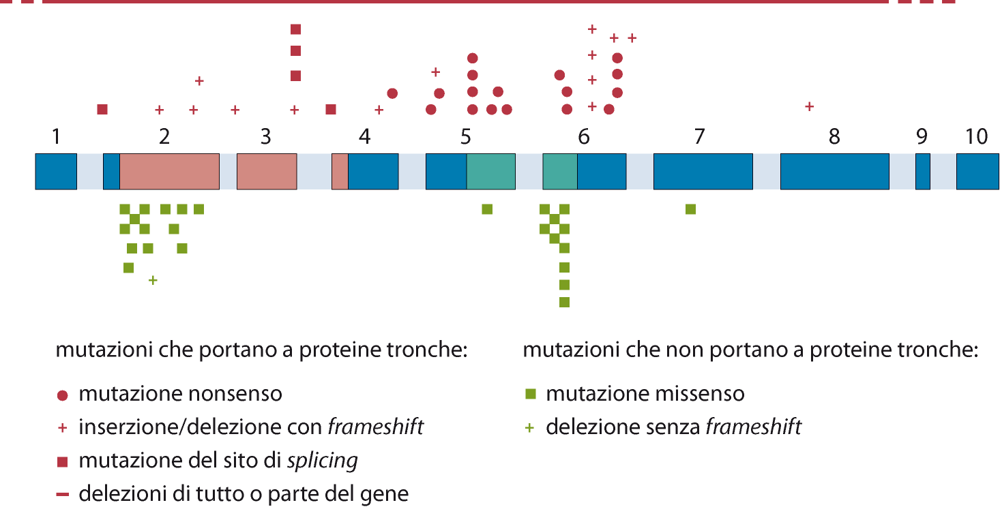 1 2 3 4 5 6 7 8 9 10
mutazioni che portano a proteine tronche:
mutazione nonsenso
inserzione/delezione con frameshift
mutazione del sito di splicing
delezioni di tutto o parte del gene
mutazioni che non portano a proteine tronche:
mutazione missenso
delezione senza frameshift